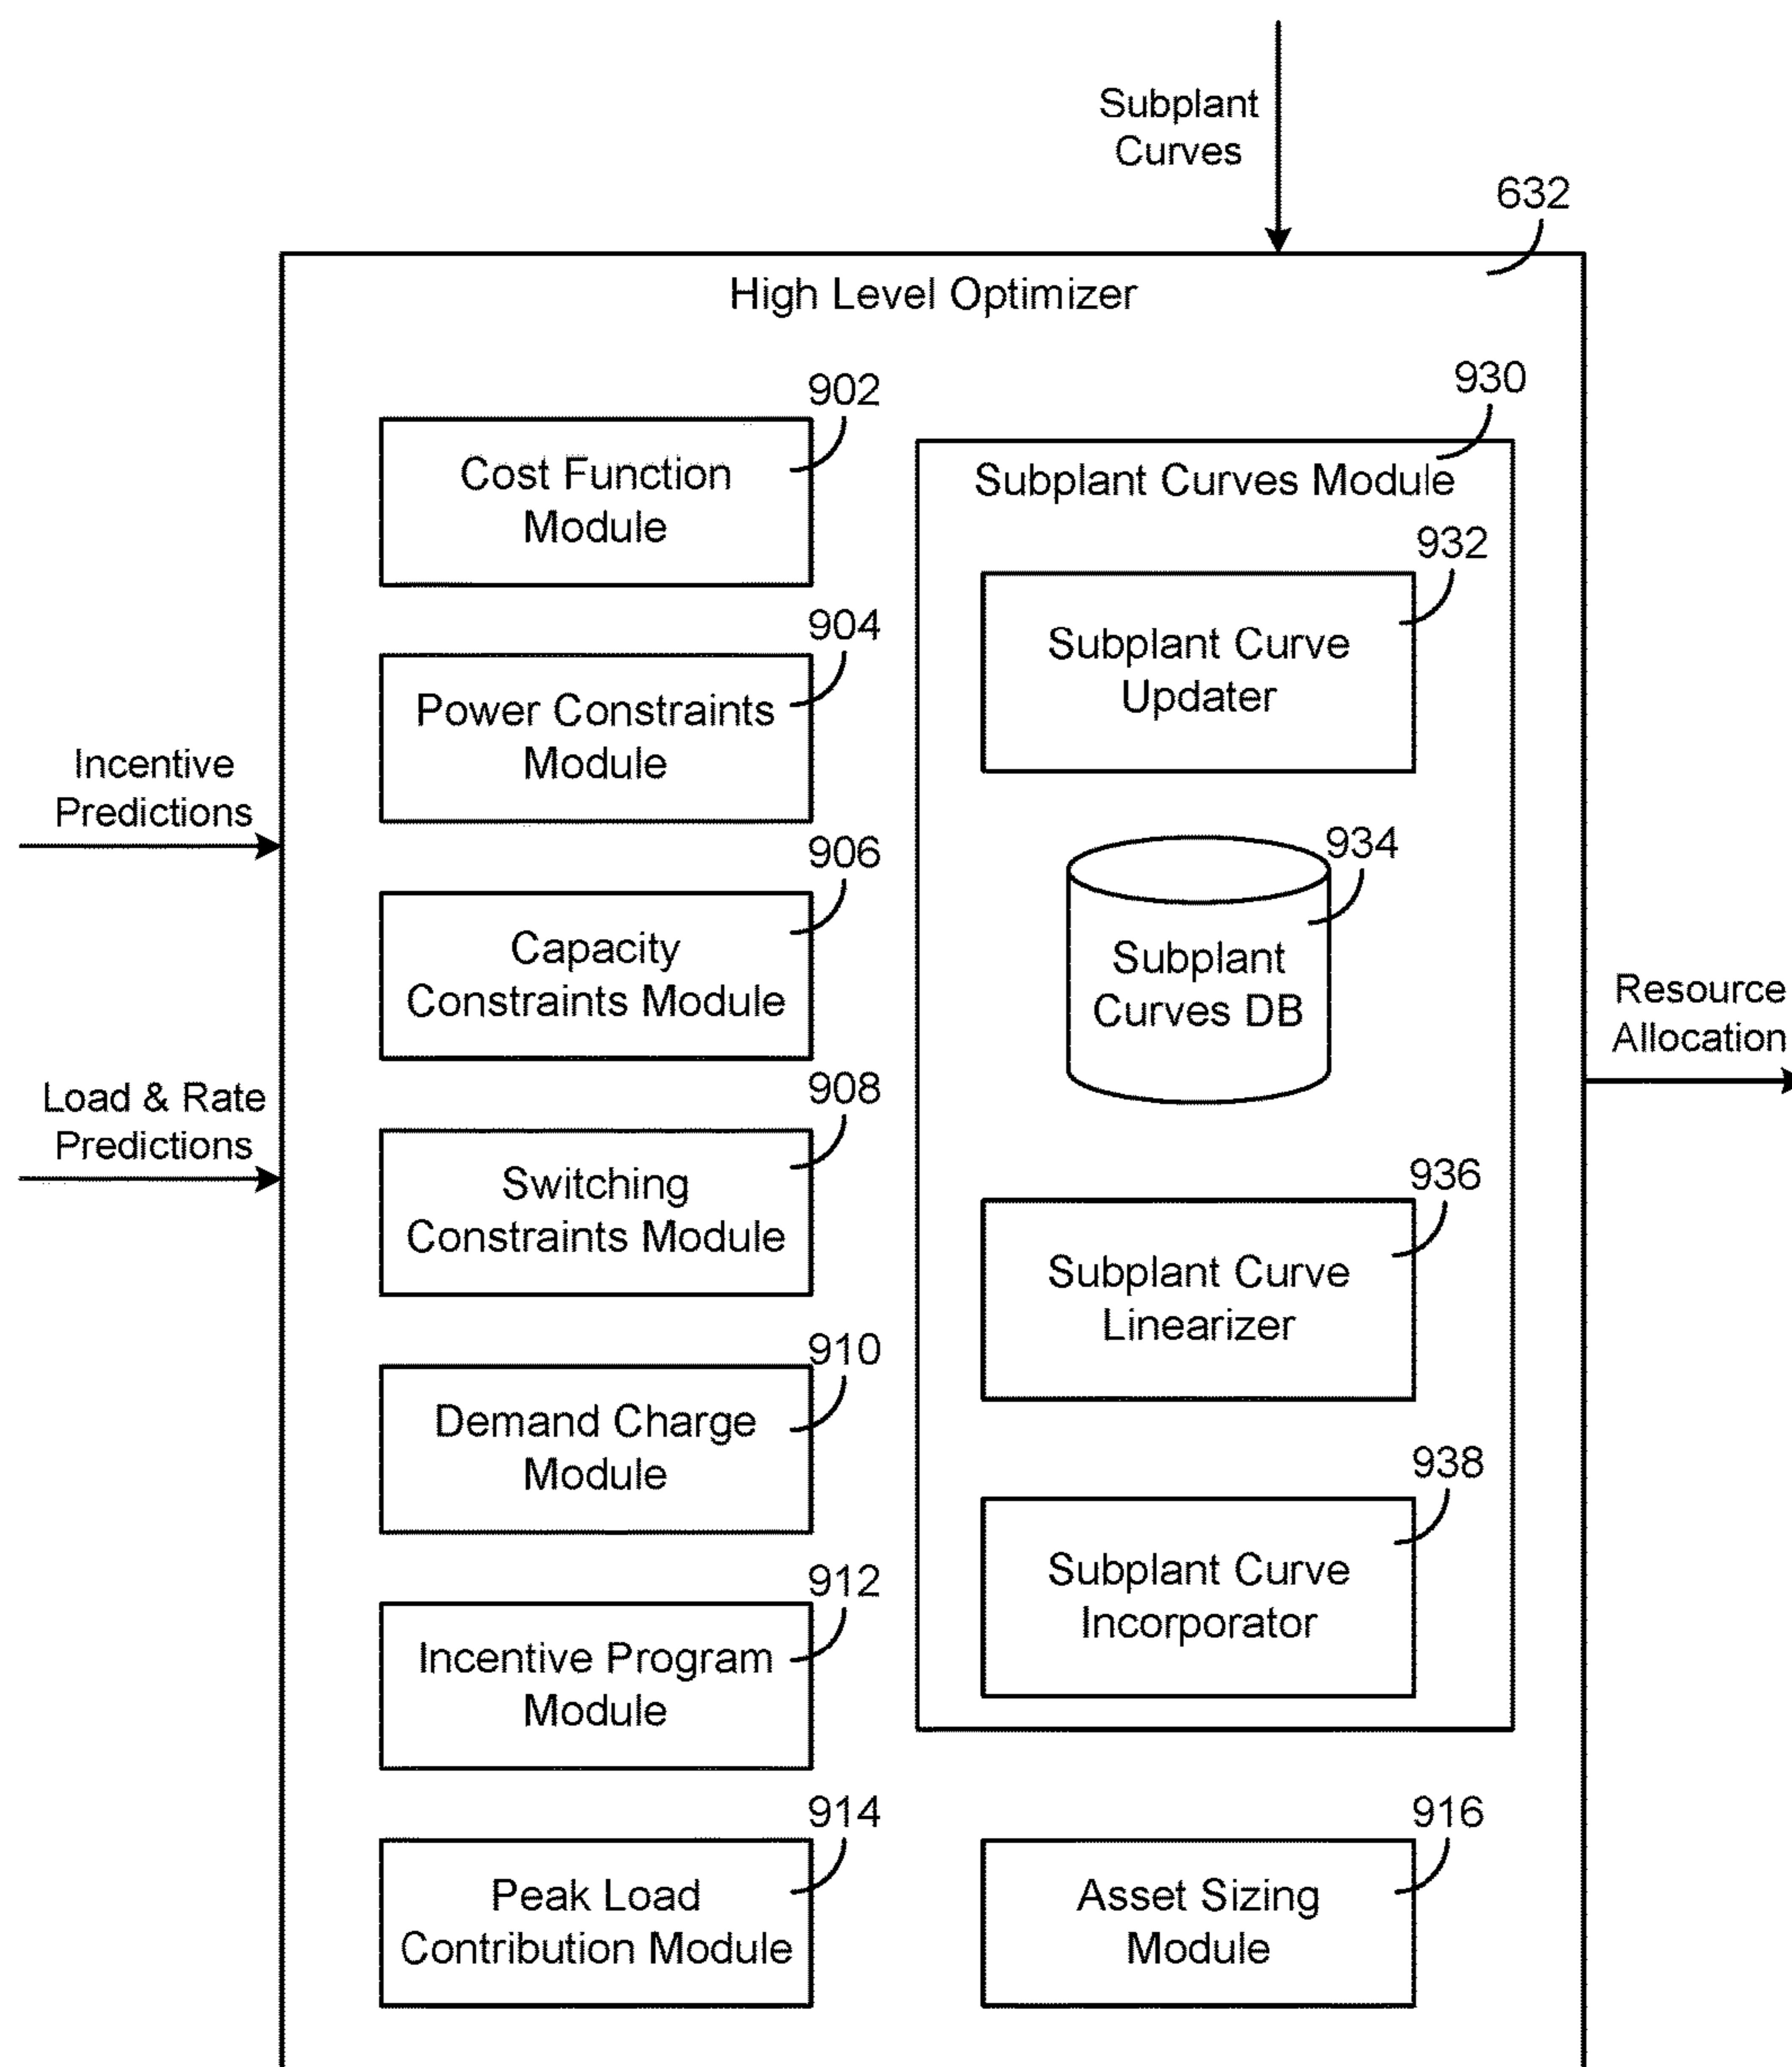 Subplant
Curves
632
High Level Optimizer
902
Cost Function
Module
904
Power Constraints
Module
Incentive
Predictions
906
Capacity
Constraints Module
Load & Rate
Predictions
908
Switching
Constraints Module
910
Demand Charge
Module
912
Incentive Program
Module
914
Peak Load
Contribution Module
930
Subplant Curves Module
932
Subplant Curve
Updater
934
Subplant
Curves DB
936
Subplant Curve
Linearizer
938
Subplant Curve
Incorporator
916
Asset Sizing
Module
Resource
Allocation